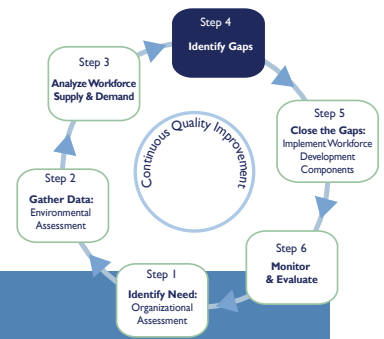 Step 4
Identify Gaps
Step 3
Analyze Workforce
Supply & Demand
Step 5
Close the Gaps:
Implement Workforce
Development
Components
Continuous Quality Improvement
Step 2
Gather Data:
Environmental
Assessment
Step 6
Monitor
& Evaluate
Step 1
Identify Need:
Organizational
Assessment